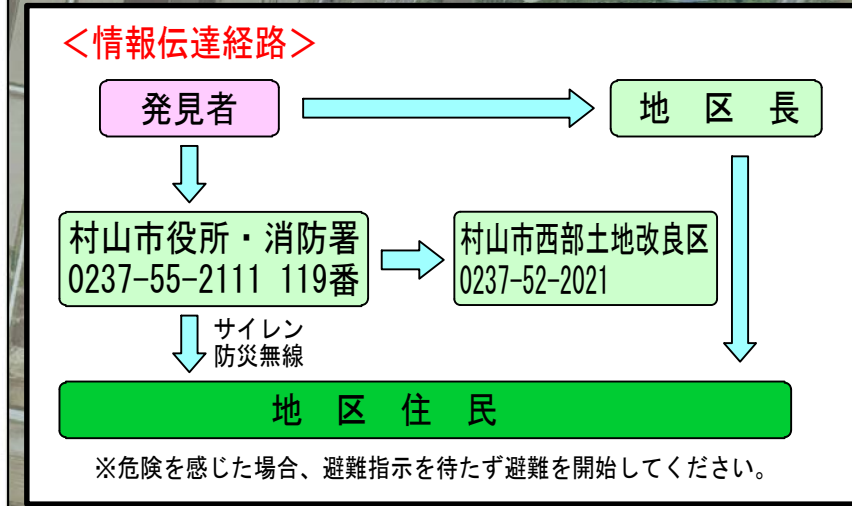 ＜情報伝達経路＞
発見者
地　区　長
村山市役所・消防署
0237-55-2111 119番
村山市西部土地改良区
0237-52-2021
サイレン
防災無線
地　区　住　民
※危険を感じた場合、避難指示を待たず避難を開始してください。